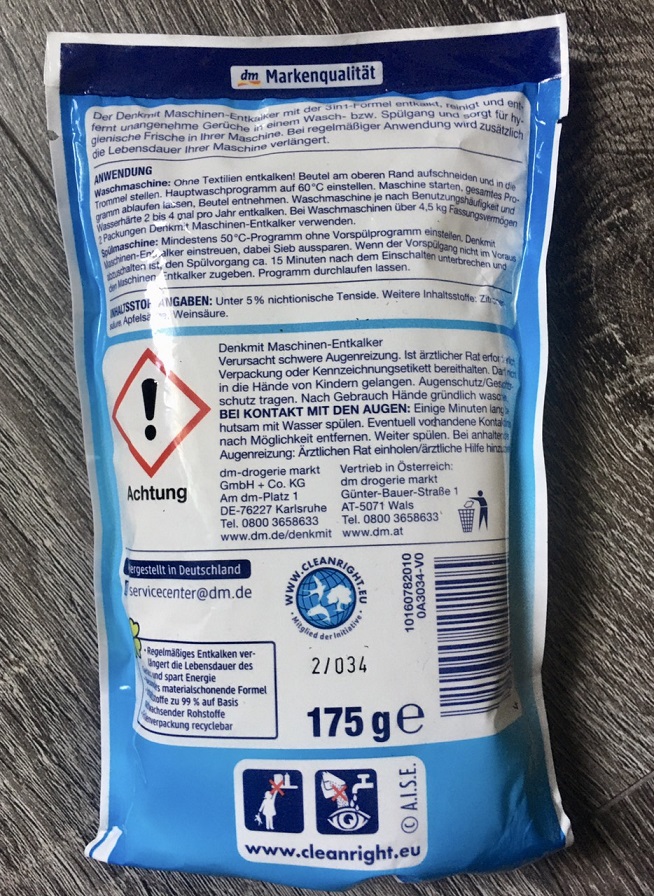 dm Markenqualität
Der Denkmit Maschinen-Entkalker mit der 3in1-Formel entkalkt, reinigt und ent-
fernt unangenehme Gerüche in einem Wasch- bzw. Spülgang und sorgt für hy-
gienische Frische in Ihrer Maschine. Bei regelmäßiger Anwendung wird zusätzlich
die Lebensdauer Ihrer Maschine verlängert.
ANWENDUNG
Waschmaschine: Ohne Textilien entkalken! Beutel am oberen Rand aufschneiden und in die
Trommel stellen. Hauptwaschprogramm auf 60°C einstellen. Maschine starten, gesamtes Pro-
gramm ablaufen lassen, Beutel entnehmen. Waschmaschine je nach Benutzungshäufigkeit und
Wasserhärte 2 bis 4 mal pro Jahr entkalken. Bei Waschmaschinen über 4,5 kg Fassungsvermögen
2 Packungen Denkmit Maschinen-Entkalker verwenden.
Spülmaschine: Mindestens 50°C-Programm ohne Vorspülprogramm einstellen. Denkmit
Maschinen-Entkalker einstreuen, dabei Sieb aussparen. Wenn der Vorspülgang nicht im Voraus
abzuschalten ist, den Spülvorgang ca. 15 Minuten nach dem Einschalten unterbrechen und
den Maschinen-Entkalker zugeben. Programm durchlaufen lassen.
INHALTSSTOFFANGABEN: Unter 5% nichtionische Tenside. Weitere Inhaltsstoffe:
Weinsäure.
Denkmit Maschinen-Entkalker
Verursacht schwere Augenreizung. Ist ärztlicher Rat erforderlich
Verpackung oder Kennzeichnungsetikett bereithalten. Darf nicht
in die Hände von Kindern gelangen. Augenschutz/Gesichts-
schutz tragen. Nach Gebrauch Hände gründlich waschen
BEI KONTAKT MIT DEN AUGEN: Einige Minuten lang be
hutsam mit Wasser spülen. Eventuell vorhandene Kontakt
nach Möglichkeit entfernen. Weiter spülen. Bei anhaltender
Augenreizung: Ärztlichen Rat einholen/ärztliche Hilfe hinzu
Achtung
dm-drogerie markt
GmbH + Co. KG
Am dm-Platz 1
DE-76227 Karlsruhe
Tel. 0800 3658633
www.dm.de/denkmit
Vertrieb in Österreich:
dm drogerie markt
Günter-Bauer-Straße 1
AT-5071 Wals
Tel. 0800 3658633
www.dm.at
Hergestellt in Deutschland
servicecenter@dm.de
WWW.CLEANRIGHT.EU
• Mitglied der Initiative •
10160782010
0A3034-V0
2/034
• Regelmäßiges Entkalken ver-
längert die Lebensdauer des
und spart Energie
materialschonende Formel
stoffe zu 99 % auf Basis
wachsender Rohstoffe
verpackung recyclebar
175 g e
© A.I.S.E.
www.cleanright.eu